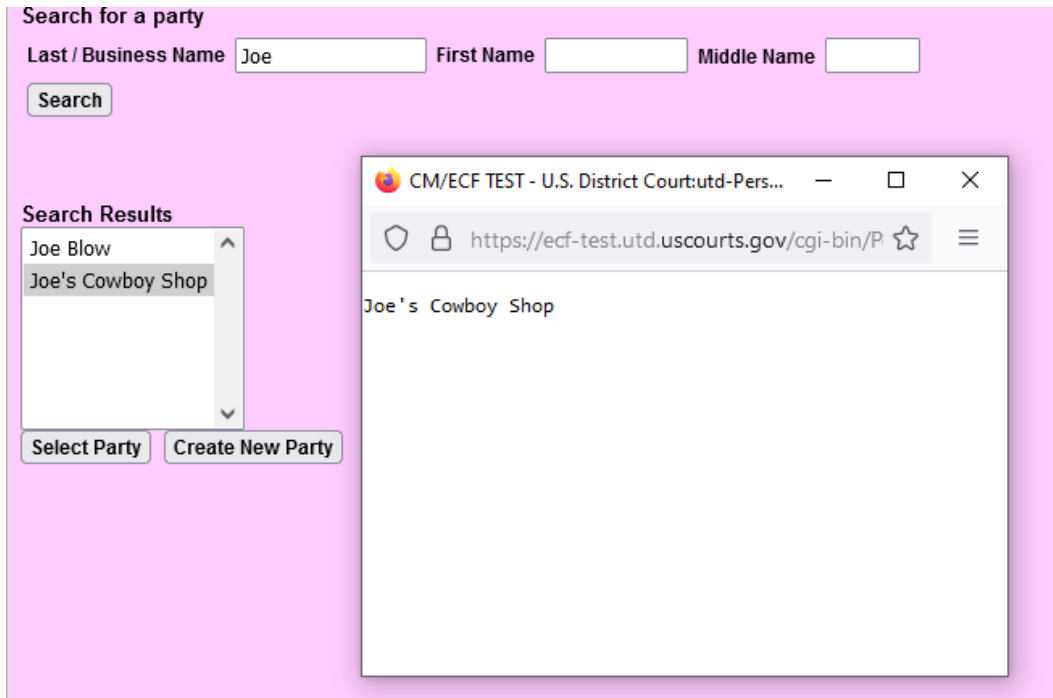 Search for a party
Last / Business Name Joe First Name Middle Name
Search
Search Results
Joe Blow
Joe's Cowboy Shop
Select Party Create New Party
CM/ECF TEST - U.S. District Court:utd-Pers...
https://ecf-test.utd.uscourts.gov/cgi-bin/P
Joe's Cowboy Shop